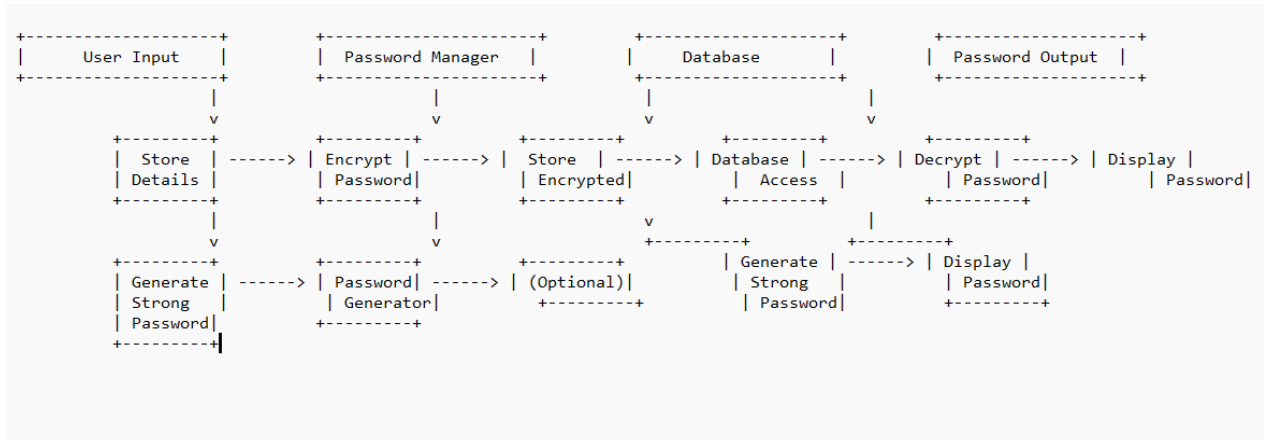 +--------------------+         +----------------------+         +--------------------+         +--------------------+
|      User Input    |         |  Password Manager   |         |     Database       |         |  Password Output  |
+--------------------+         +----------------------+         +--------------------+         +--------------------+
                    |                      |                     |                      |
                    v                      v                     v                      v
          +---------+          +---------+          +---------+          +---------+          +---------+
          |  Store  | ------> | Encrypt | ------> |  Store  | ------> | Database | ------> | Decrypt | ------> | Display |
          | Details |          | Password|          | Encrypted|          |  Access  |          | Password|          | Password|
          +---------+          +---------+          +---------+          +---------+          +---------+
                    |                      |                     v                      |
                    v                      v                     +---------+          +---------+
          +---------+          +---------+          +---------+          | Generate | ------> | Display |
          | Generate | ------> | Password| ------> | (Optional)|          | Strong   |          | Password|
          | Strong   |          | Generator|          +---------+          | Password|          +---------+
          | Password|          +---------+
          +---------+